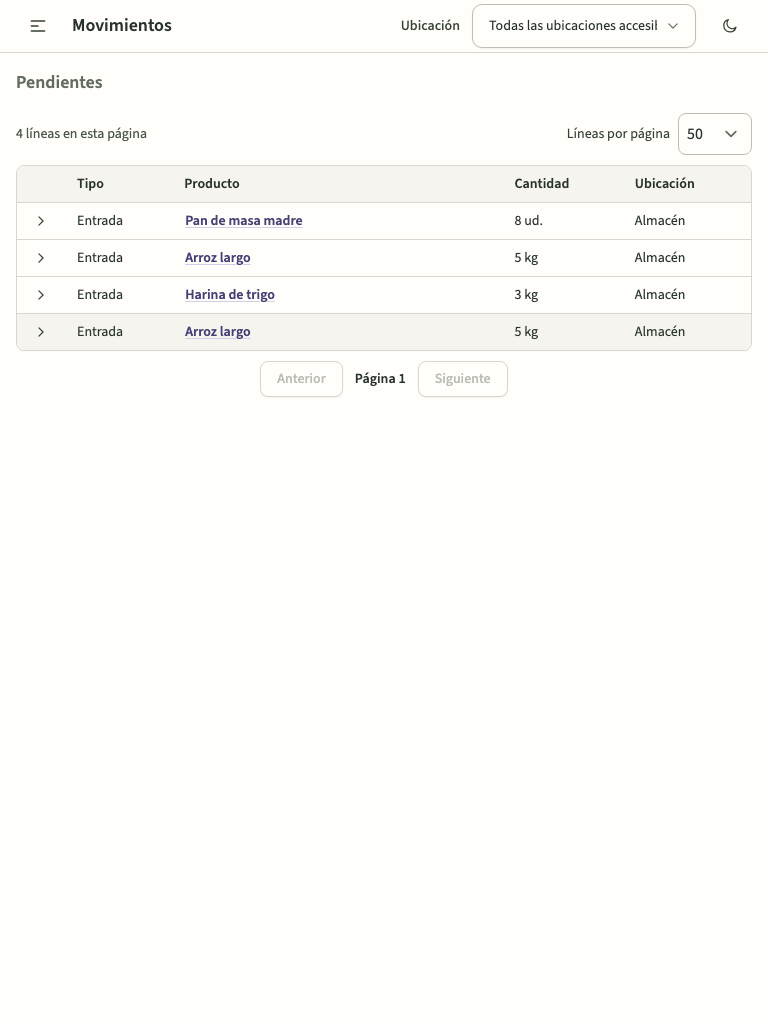 Movimientos Ubicación Todas las ubicaciones accesil
Pendientes
4 líneas en esta página Líneas por página 50
Tipo Producto Cantidad Ubicación
Entrada Pan de masa madre 8 ud. Almacén
Entrada Arroz largo 5 kg Almacén
Entrada Harina de trigo 3 kg Almacén
Entrada Arroz largo 5 kg Almacén
Anterior Página 1 Siguiente